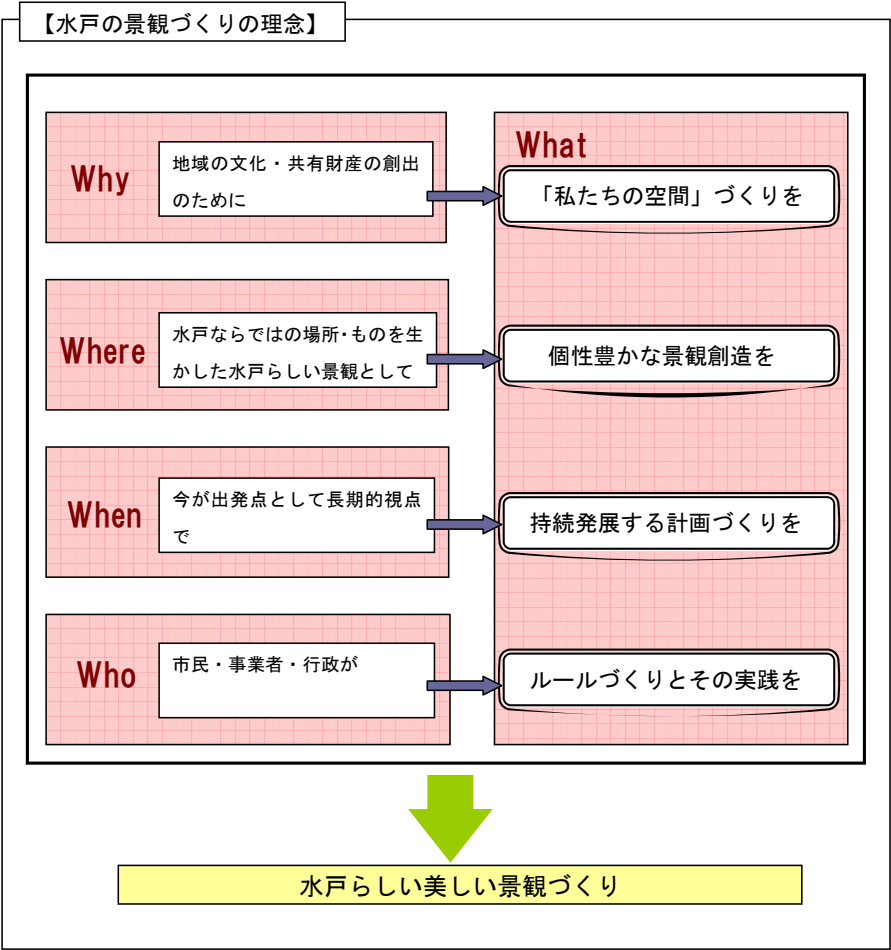 【水戸の景観づくりの理念】
What
Why
地域の文化・共有財産の創出
のために
「私たちの空間」づくりを
Where
水戸ならではの場所･ものを生
かした水戸らしい景観として
個性豊かな景観創造を
When
今が出発点として長期的視点
で
持続発展する計画づくりを
Who
市民・事業者・行政が
ルールづくりとその実践を
水戸らしい美しい景観づくり